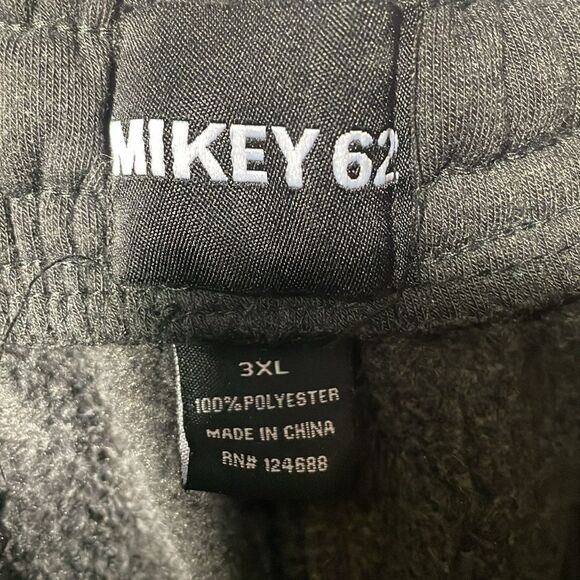 MIKEY 62
3XL
100% POLYESTER
MADE IN CHINA
RN# 124688